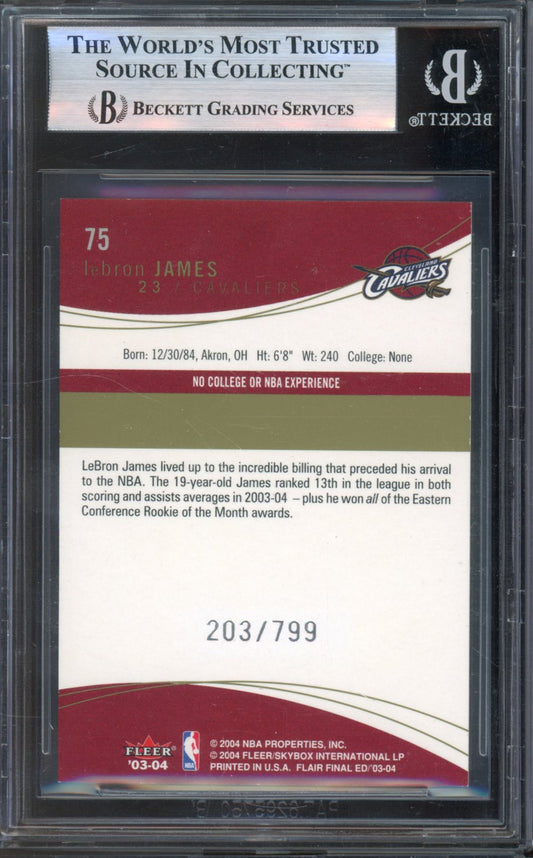 THE WORLD'S MOST TRUSTED
SOURCE IN COLLECTING™
B BECKETT GRADING SERVICES
B
BECKETT®
75
lebron JAMES
23 / CAVALIERS
CLEVELAND
CAVALIERS
Born: 12/30/84, Akron, OH Ht: 6'8" Wt: 240 College: None
NO COLLEGE OR NBA EXPERIENCE
LeBron James lived up to the incredible billing that preceded his arrival
to the NBA. The 19-year-old James ranked 13th in the league in both
scoring and assists averages in 2003-04 – plus he won all of the Eastern
Conference Rookie of the Month awards.
203/799
FLEER
'03-04
NBA
© 2004 NBA PROPERTIES, INC.
© 2004 FLEER/SKYBOX INTERNATIONAL LP
PRINTED IN U.S.A. FLAIR FINAL ED/'03-04